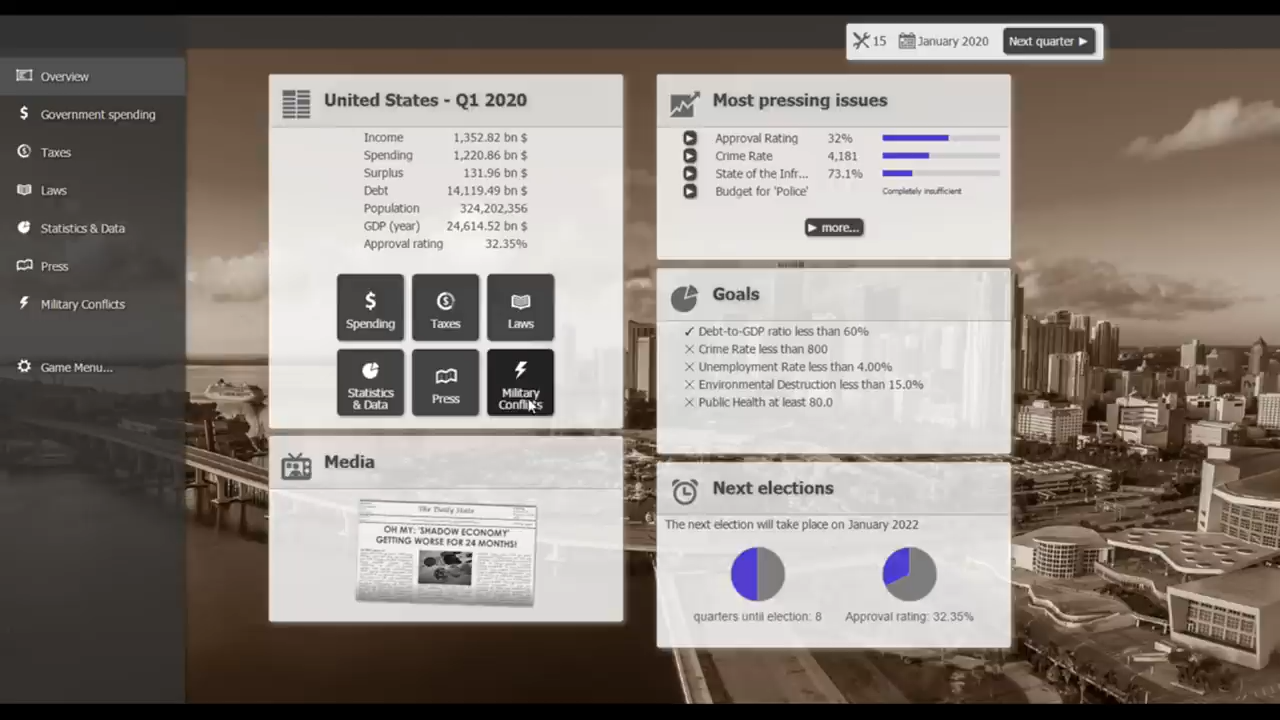 15
January 2020
Next quarter
Overview
Government spending
Taxes
Laws
Statistics & Data
Press
Military Conflicts
Game Menu...
United States - Q1 2020
Income 1,352.82 bn $
Spending 1,220.86 bn $
Surplus 131.96 bn $
Debt 14,119.49 bn $
Population 324,202,356
GDP (year) 24,614.52 bn $
Approval rating 32.35%
Spending
Taxes
Laws
Statistics
& Data
Press
Military
Conflicts
Media
The Daily State
OH MY: 'SHADOW ECONOMY'
GETTING WORSE FOR 24 MONTHS!
Most pressing issues
Approval Rating 32%
Crime Rate 4,181
State of the Infr... 73.1%
Budget for 'Police' Completely insufficient
more...
Goals
Debt-to-GDP ratio less than 60%
Crime Rate less than 800
Unemployment Rate less than 4.00%
Environmental Destruction less than 15.0%
Public Health at least 80.0
Next elections
The next election will take place on January 2022
quarters until election: 8
Approval rating: 32.35%